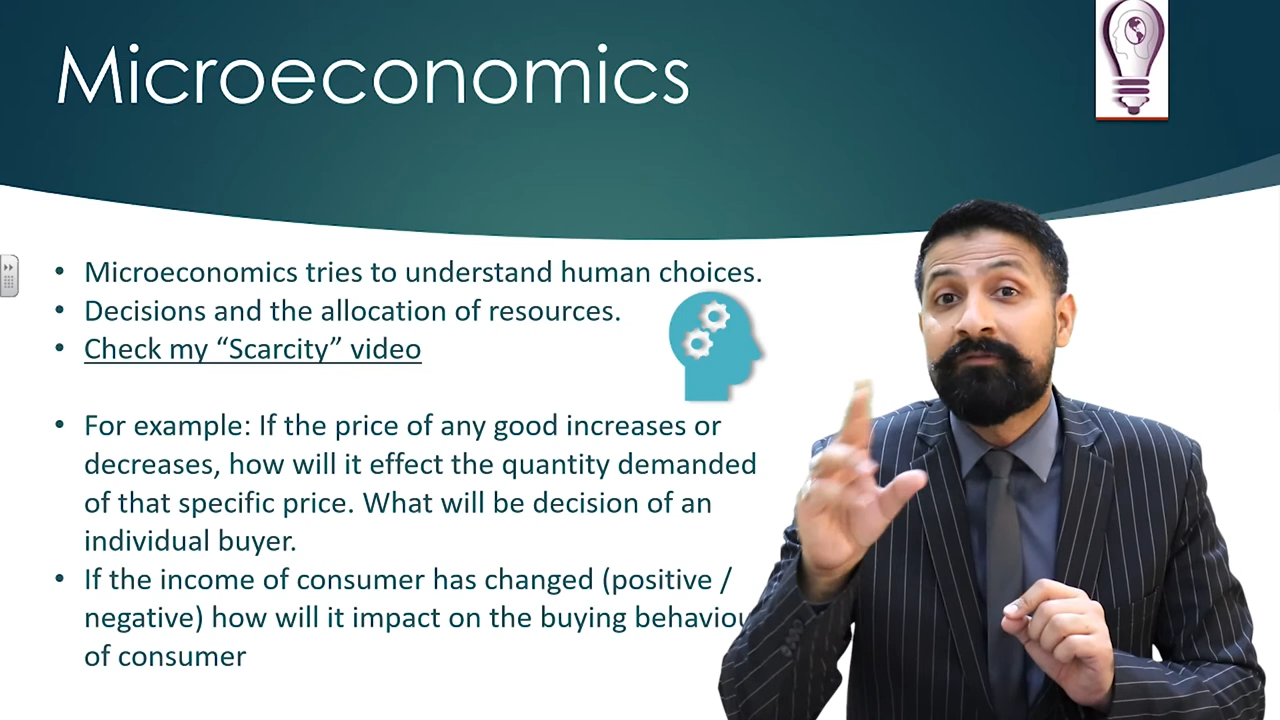 Microeconomics
• Microeconomics tries to understand human choices.
• Decisions and the allocation of resources.
• Check my “Scarcity” video
• For example: If the price of any good increases or
decreases, how will it effect the quantity demanded
of that specific price. What will be decision of an
individual buyer.
• If the income of consumer has changed (positive /
negative) how will it impact on the buying behaviou
of consumer